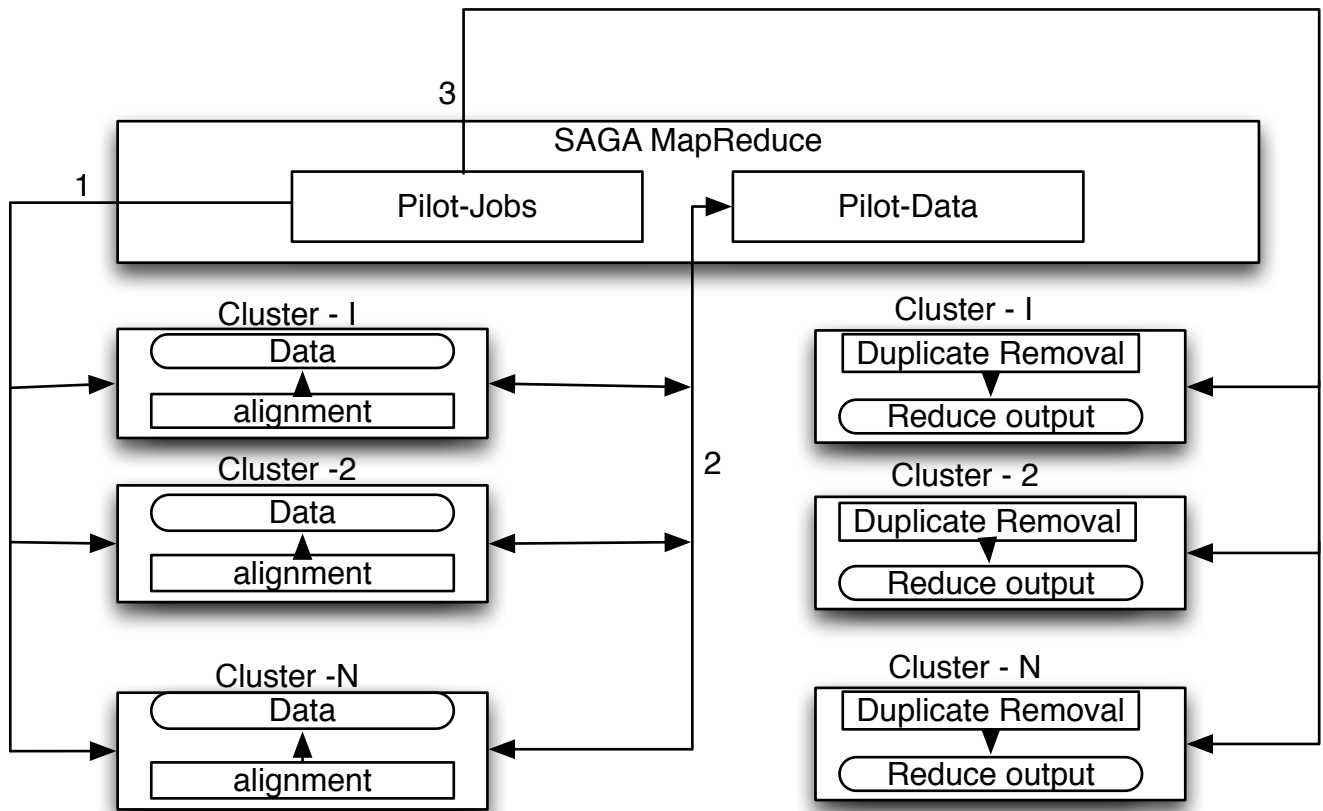 3
SAGA MapReduce
1
Pilot-Jobs
Pilot-Data
Cluster - I
Data
alignment
Cluster - I
Duplicate Removal
Reduce output
2
Cluster -2
Data
alignment
Cluster - 2
Duplicate Removal
Reduce output
Cluster -N
Data
alignment
Cluster - N
Duplicate Removal
Reduce output